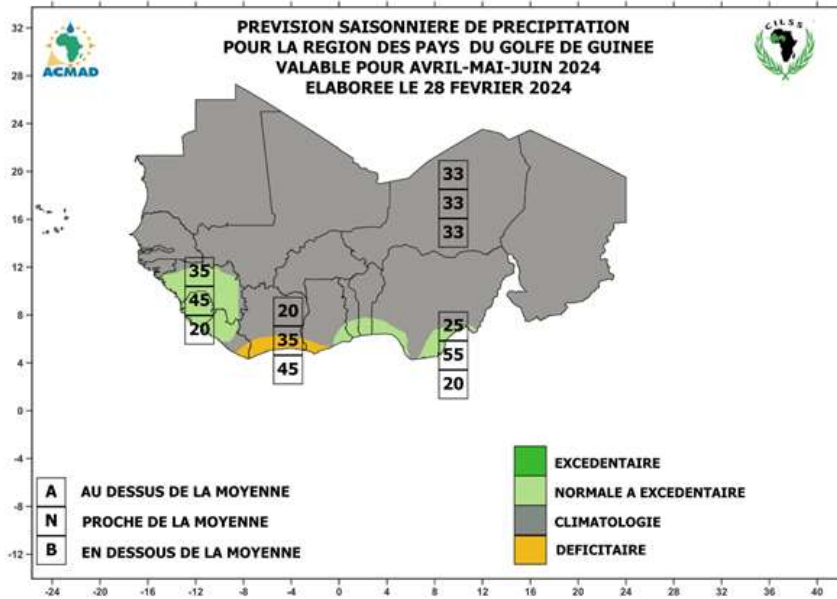 PREVISION SAISONNIERE DE PRECIPITATION
POUR LA REGION DES PAYS DU GOLFE DE GUINEE
VALABLE POUR AVRIL-MAI-JUIN 2024
ELABOREE LE 28 FEVRIER 2024
ACMAD
CILSS
32
28
24
20
16
12
8
4
0
-4
-8
-12
33
33
33
35
45
20
20
35
45
25
55
20
A AU DESSUS DE LA MOYENNE
N PROCHE DE LA MOYENNE
B EN DESSOUS DE LA MOYENNE
EXCEDENTAIRE
NORMALE A EXCEDENTAIRE
CLIMATOLOGIE
DEFICITAIRE
-24 -20 -16 -12 -8 -4 0 4 8 12 16 20 24 28 32 36 40